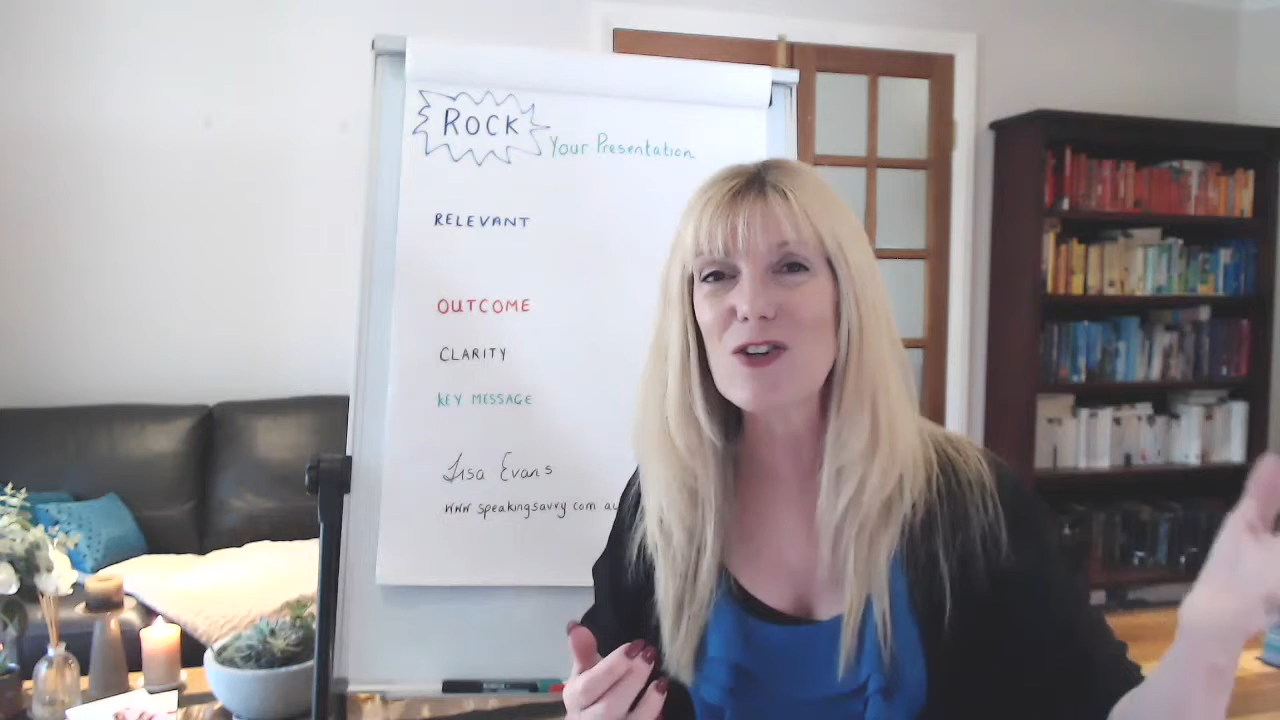 ROCK
Your Presentation
RELEVANT
OUTCOME
CLARITY
KEY MESSAGE
Lisa Evans
www speakingsavvy com au